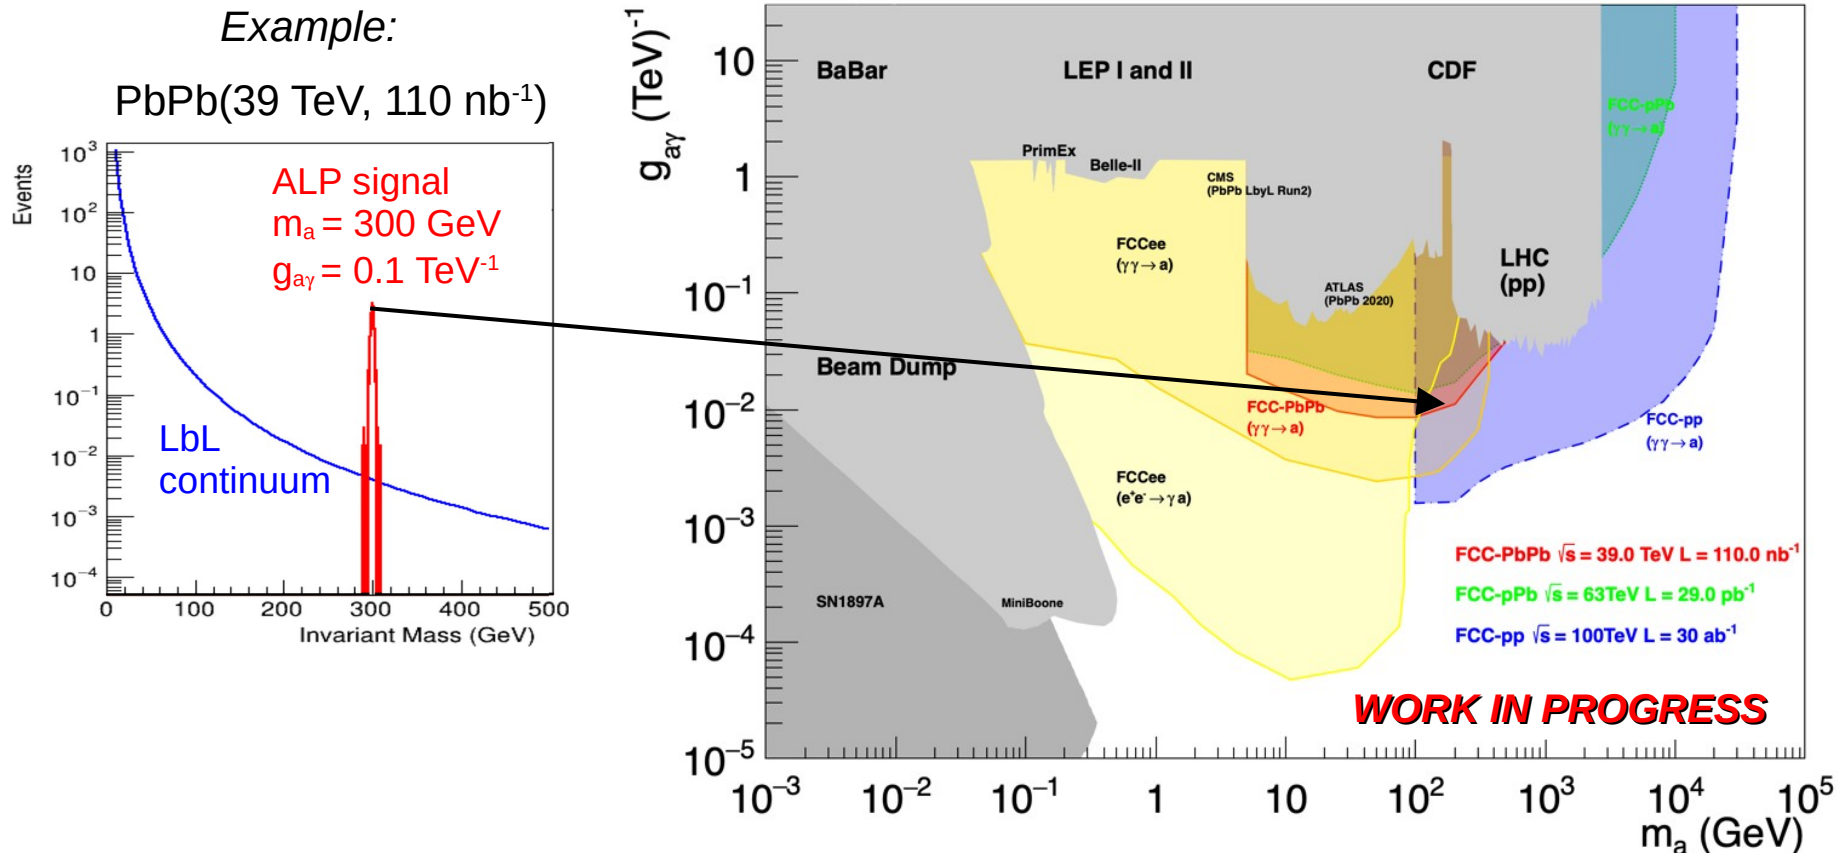 Example:
PbPb(39 TeV, 110 nb⁻¹)
Events
10³
10²
10
1
10⁻¹
10⁻²
10⁻³
10⁻⁴
ALP signal
mₐ = 300 GeV
gₐᵧ = 0.1 TeV⁻¹
LbL
continuum
0 100 200 300 400 500
Invariant Mass (GeV)
gₐᵧ (TeV)⁻¹
10
1
10⁻¹
10⁻²
10⁻³
10⁻⁴
10⁻⁵
BaBar
LEP I and II
CDF
FCC-pPb
(γγ→a)
PrimEx
Belle-II
CMS
(PbPb LbyL Run2)
FCCee
(γγ→a)
ATLAS
(PbPb 2020)
LHC
(pp)
Beam Dump
FCC-PbPb
(γγ→a)
FCC-pp
(γγ→a)
FCCee
(e⁺e⁻→γa)
SN1897A
MiniBoone
FCC-PbPb √s = 39.0 TeV L = 110.0 nb⁻¹
FCC-pPb √s = 63TeV L = 29.0 pb⁻¹
FCC-pp √s = 100TeV L = 30 ab⁻¹
WORK IN PROGRESS
10⁻³ 10⁻² 10⁻¹ 1 10 10² 10³ 10⁴ 10⁵
mₐ (GeV)